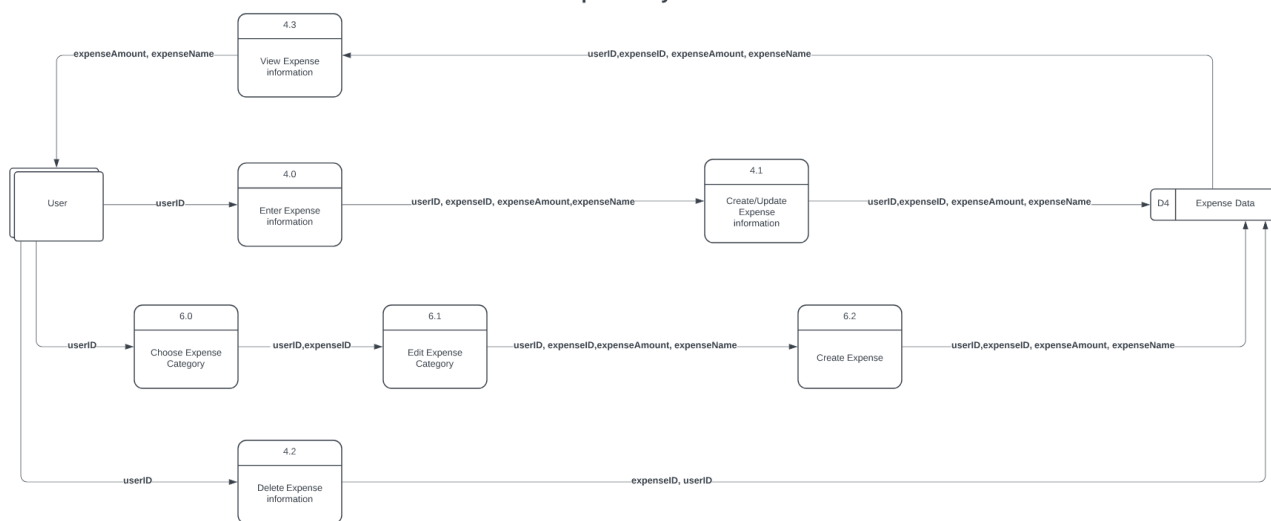 4.3
expenseAmount, expenseName
View Expense
information
userID,expenseID, expenseAmount, expenseName
User
userID
4.0
Enter Expense
information
userID, expenseID, expenseAmount,expenseName
4.1
Create/Update
Expense
information
userID,expenseID, expenseAmount, expenseName
D4
Expense Data
userID
6.0
Choose Expense
Category
userID,expenseID
6.1
Edit Expense
Category
userID, expenseID,expenseAmount, expenseName
6.2
Create Expense
userID,expenseID, expenseAmount, expenseName
userID
4.2
Delete Expense
information
expenseID, userID